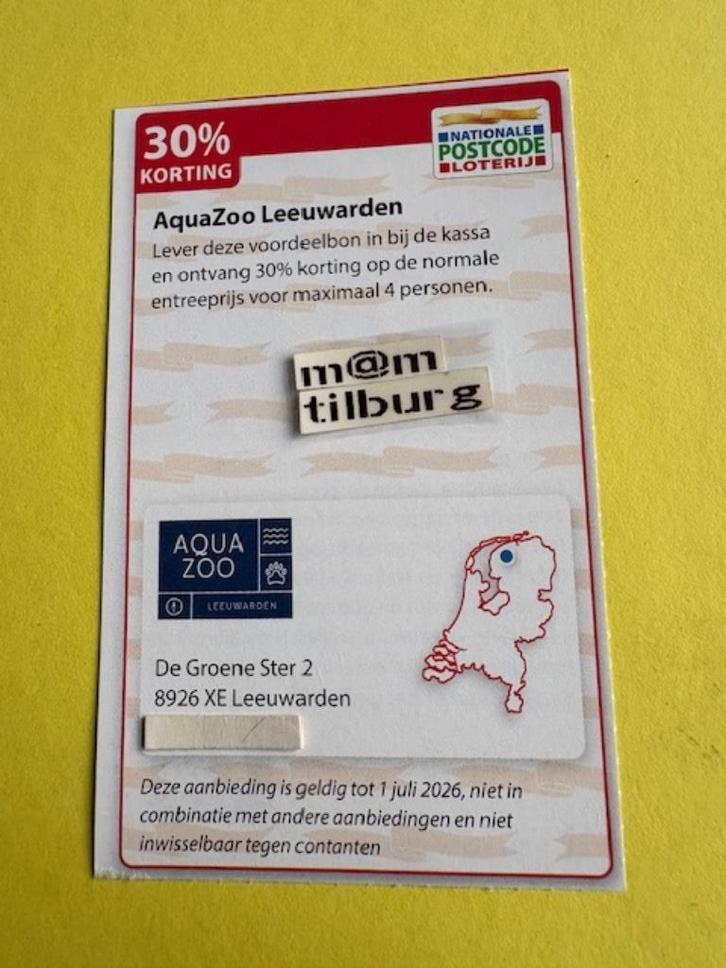 30%
KORTING
NATIONALE
POSTCODE
LOTERIJ
AquaZoo Leeuwarden
Lever deze voordeelbon in bij de kassa
en ontvang 30% korting op de normale
entreeprijs voor maximaal 4 personen.
m@m
tilburg
AQUA
ZOO
LEEUWARDEN
De Groene Ster 2
8926 XE Leeuwarden
Deze aanbieding is geldig tot 1 juli 2026, niet in
combinatie met andere aanbiedingen en niet
inwisselbaar tegen contanten